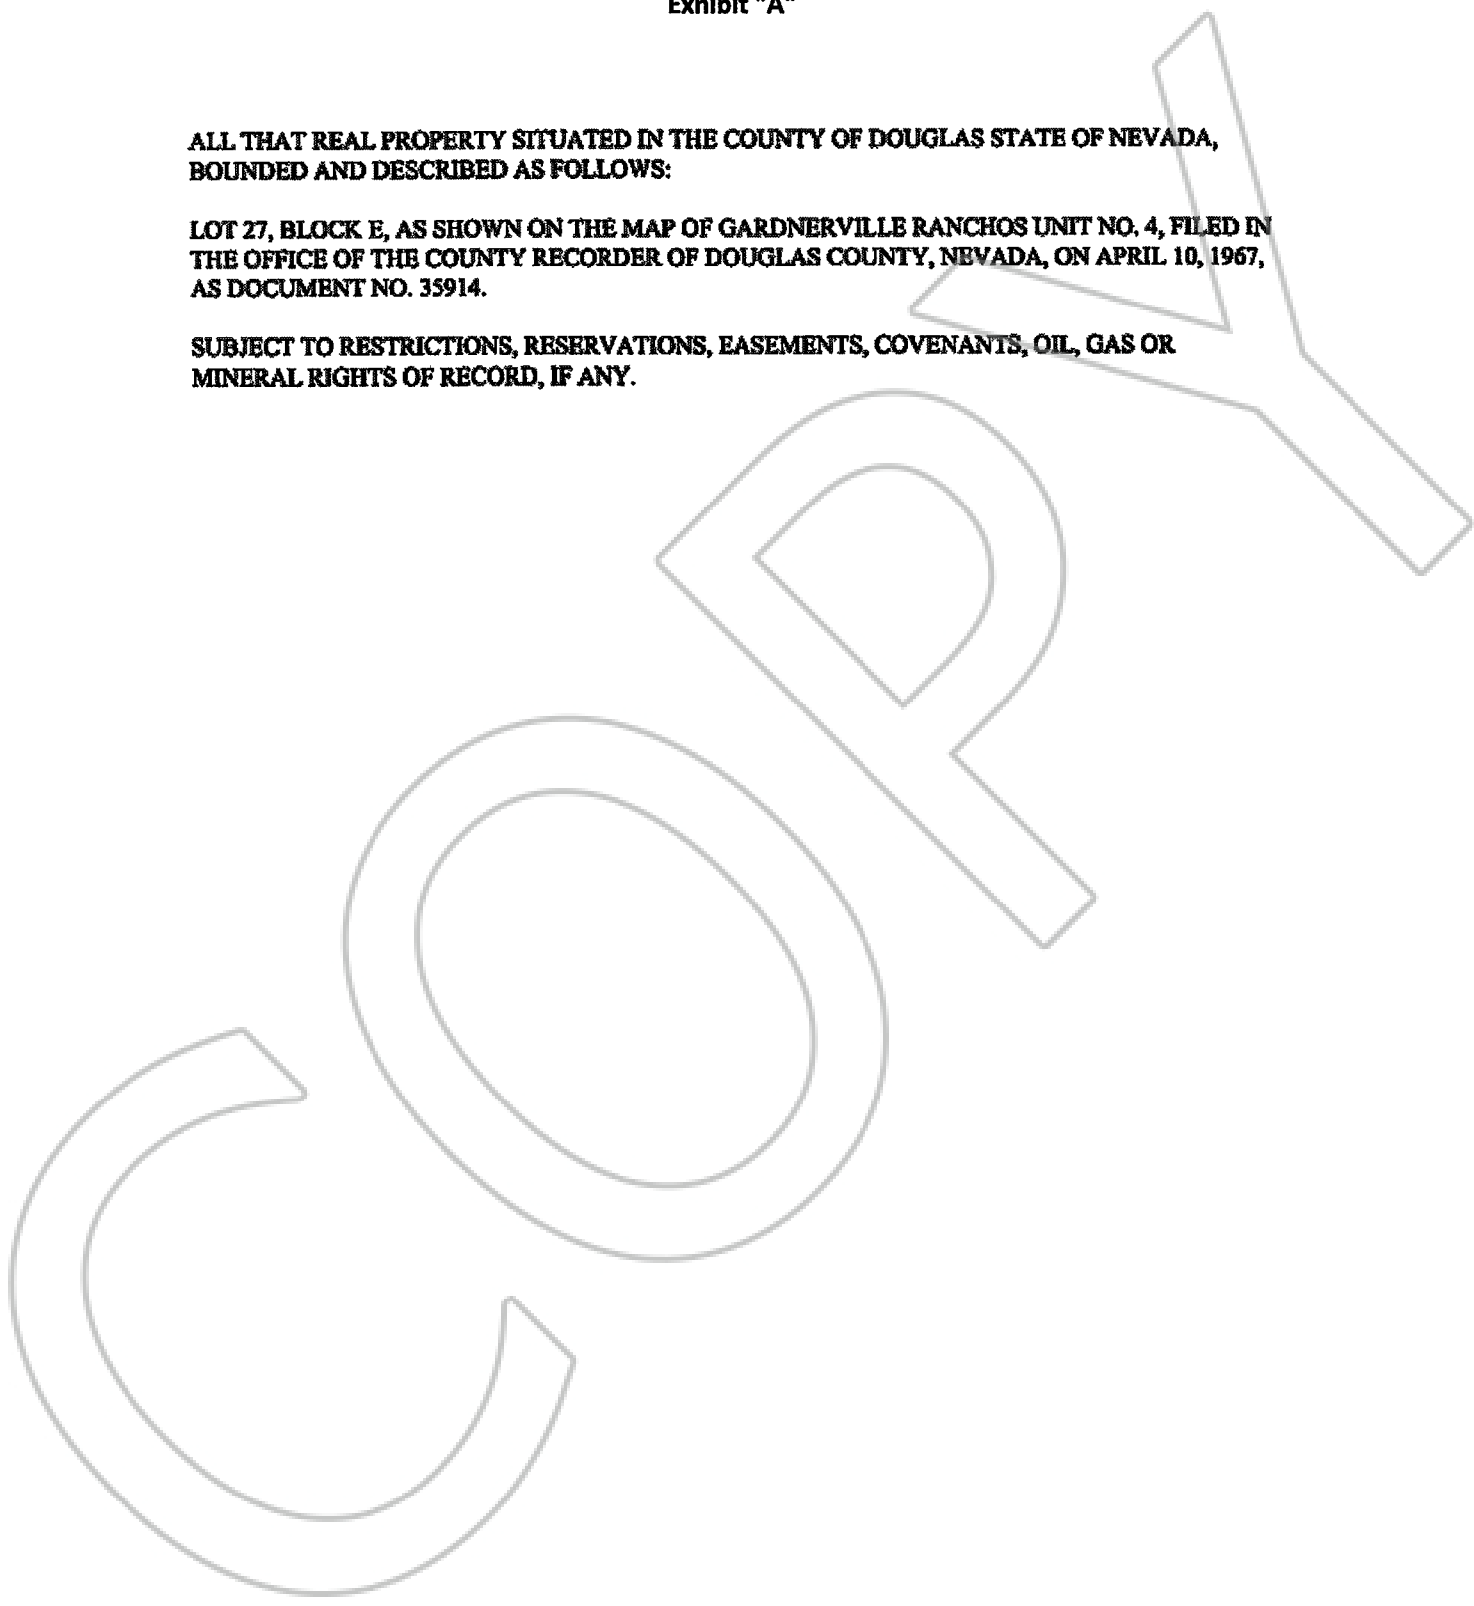 Exhibit "A"
ALL THAT REAL PROPERTY SITUATED IN THE COUNTY OF DOUGLAS STATE OF NEVADA,
BOUNDED AND DESCRIBED AS FOLLOWS:
LOT 27, BLOCK E, AS SHOWN ON THE MAP OF GARDNERVILLE RANCHOS UNIT NO. 4, FILED IN
THE OFFICE OF THE COUNTY RECORDER OF DOUGLAS COUNTY, NEVADA, ON APRIL 10, 1967,
AS DOCUMENT NO. 35914.
SUBJECT TO RESTRICTIONS, RESERVATIONS, EASEMENTS, COVENANTS, OIL, GAS OR
MINERAL RIGHTS OF RECORD, IF ANY.
COPY